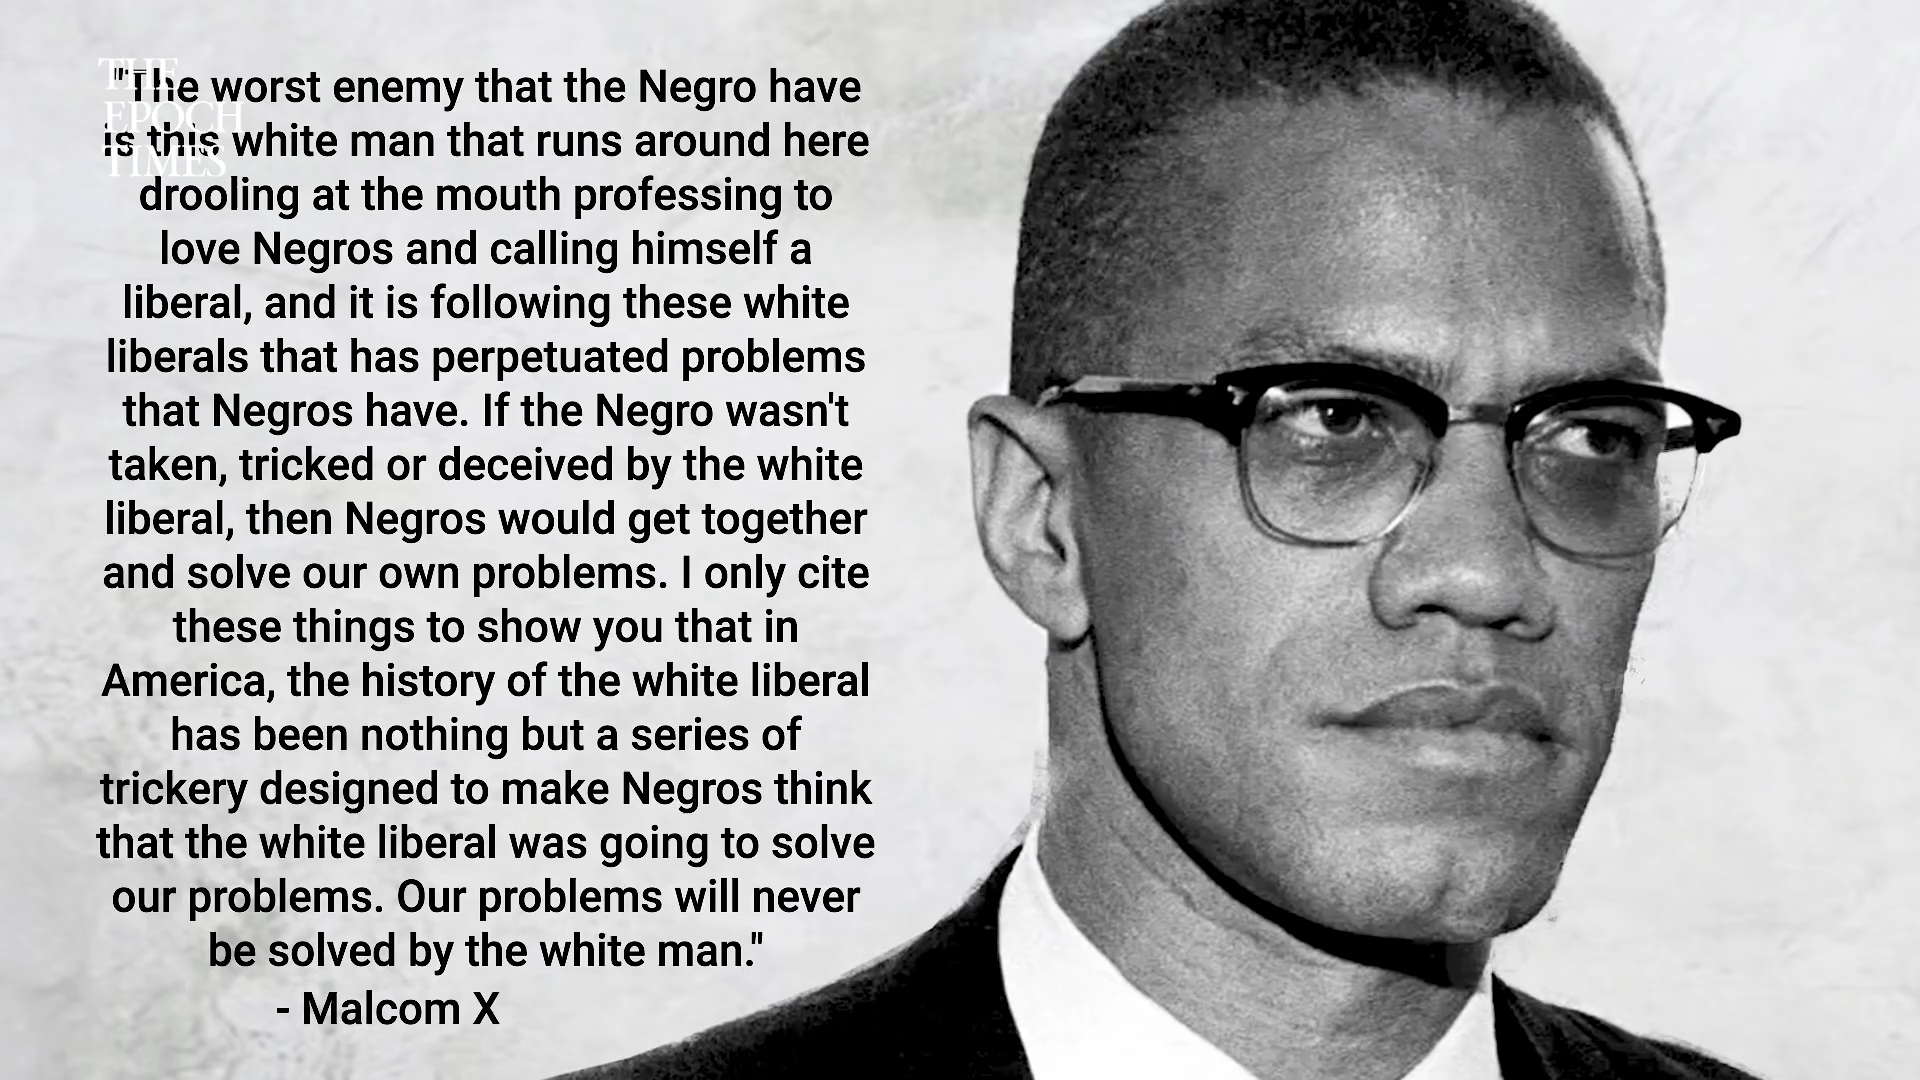 THE
EPOCH
TIMES
"The worst enemy that the Negro have
is this white man that runs around here
drooling at the mouth professing to
love Negros and calling himself a
liberal, and it is following these white
liberals that has perpetuated problems
that Negros have. If the Negro wasn't
taken, tricked or deceived by the white
liberal, then Negros would get together
and solve our own problems. I only cite
these things to show you that in
America, the history of the white liberal
has been nothing but a series of
trickery designed to make Negros think
that the white liberal was going to solve
our problems. Our problems will never
be solved by the white man."
- Malcom X